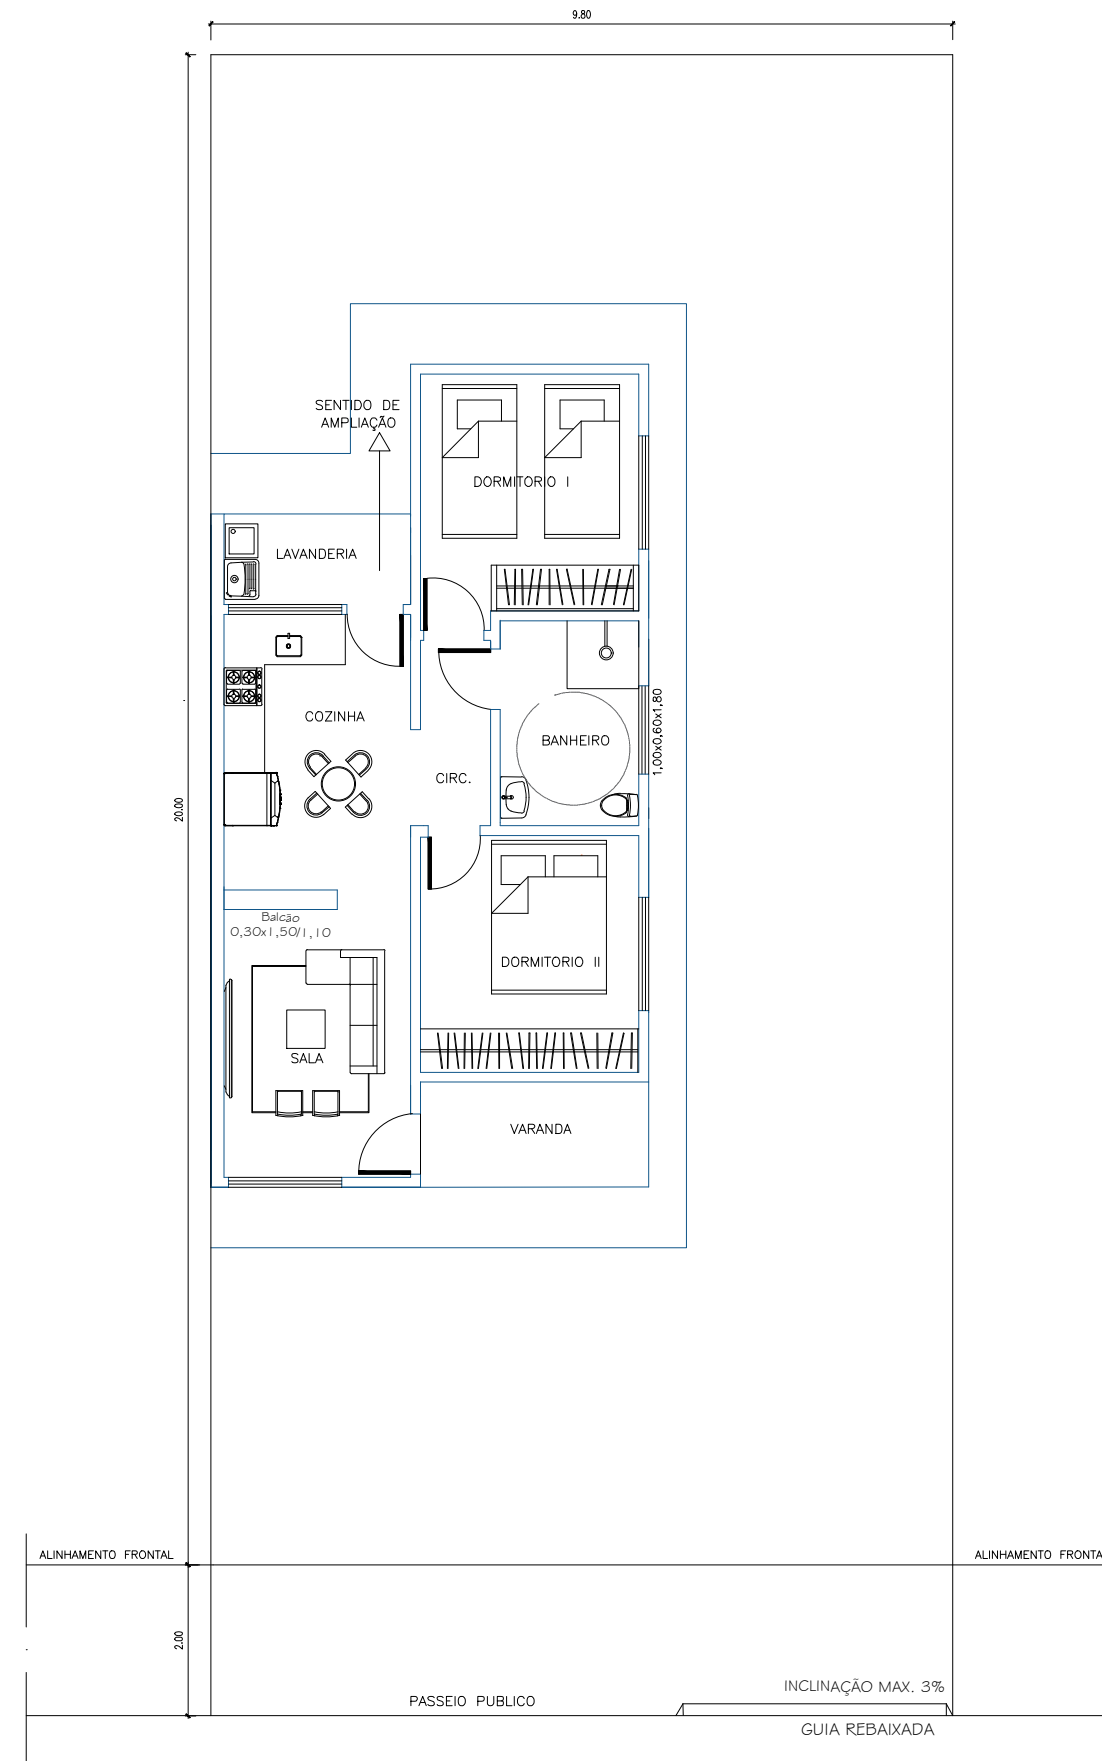 9.80
SENTIDO DE
AMPLIAÇÃO
DORMITORIO I
LAVANDERIA
COZINHA
BANHEIRO
1,00x0,60x1,80
CIRC.
20.00
Balcão
0,30x1,50/1,10
DORMITORIO II
SALA
VARANDA
ALINHAMENTO FRONTAL
ALINHAMENTO FRONTA
2.00
INCLINAÇÃO MAX. 3%
PASSEIO PUBLICO
GUIA REBAIXADA